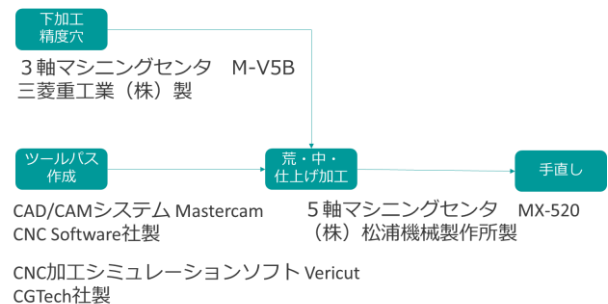 下加工
精度穴
３軸マシニングセンタ　M-V5B
三菱重工業（株）製
ツールパス
作成
荒・中・
仕上げ加工
手直し
CAD/CAMシステム Mastercam
CNC Software社製
５軸マシニングセンタ　MX-520
（株）松浦機械製作所製
CNC加工シミュレーションソフト Vericut
CGTech社製